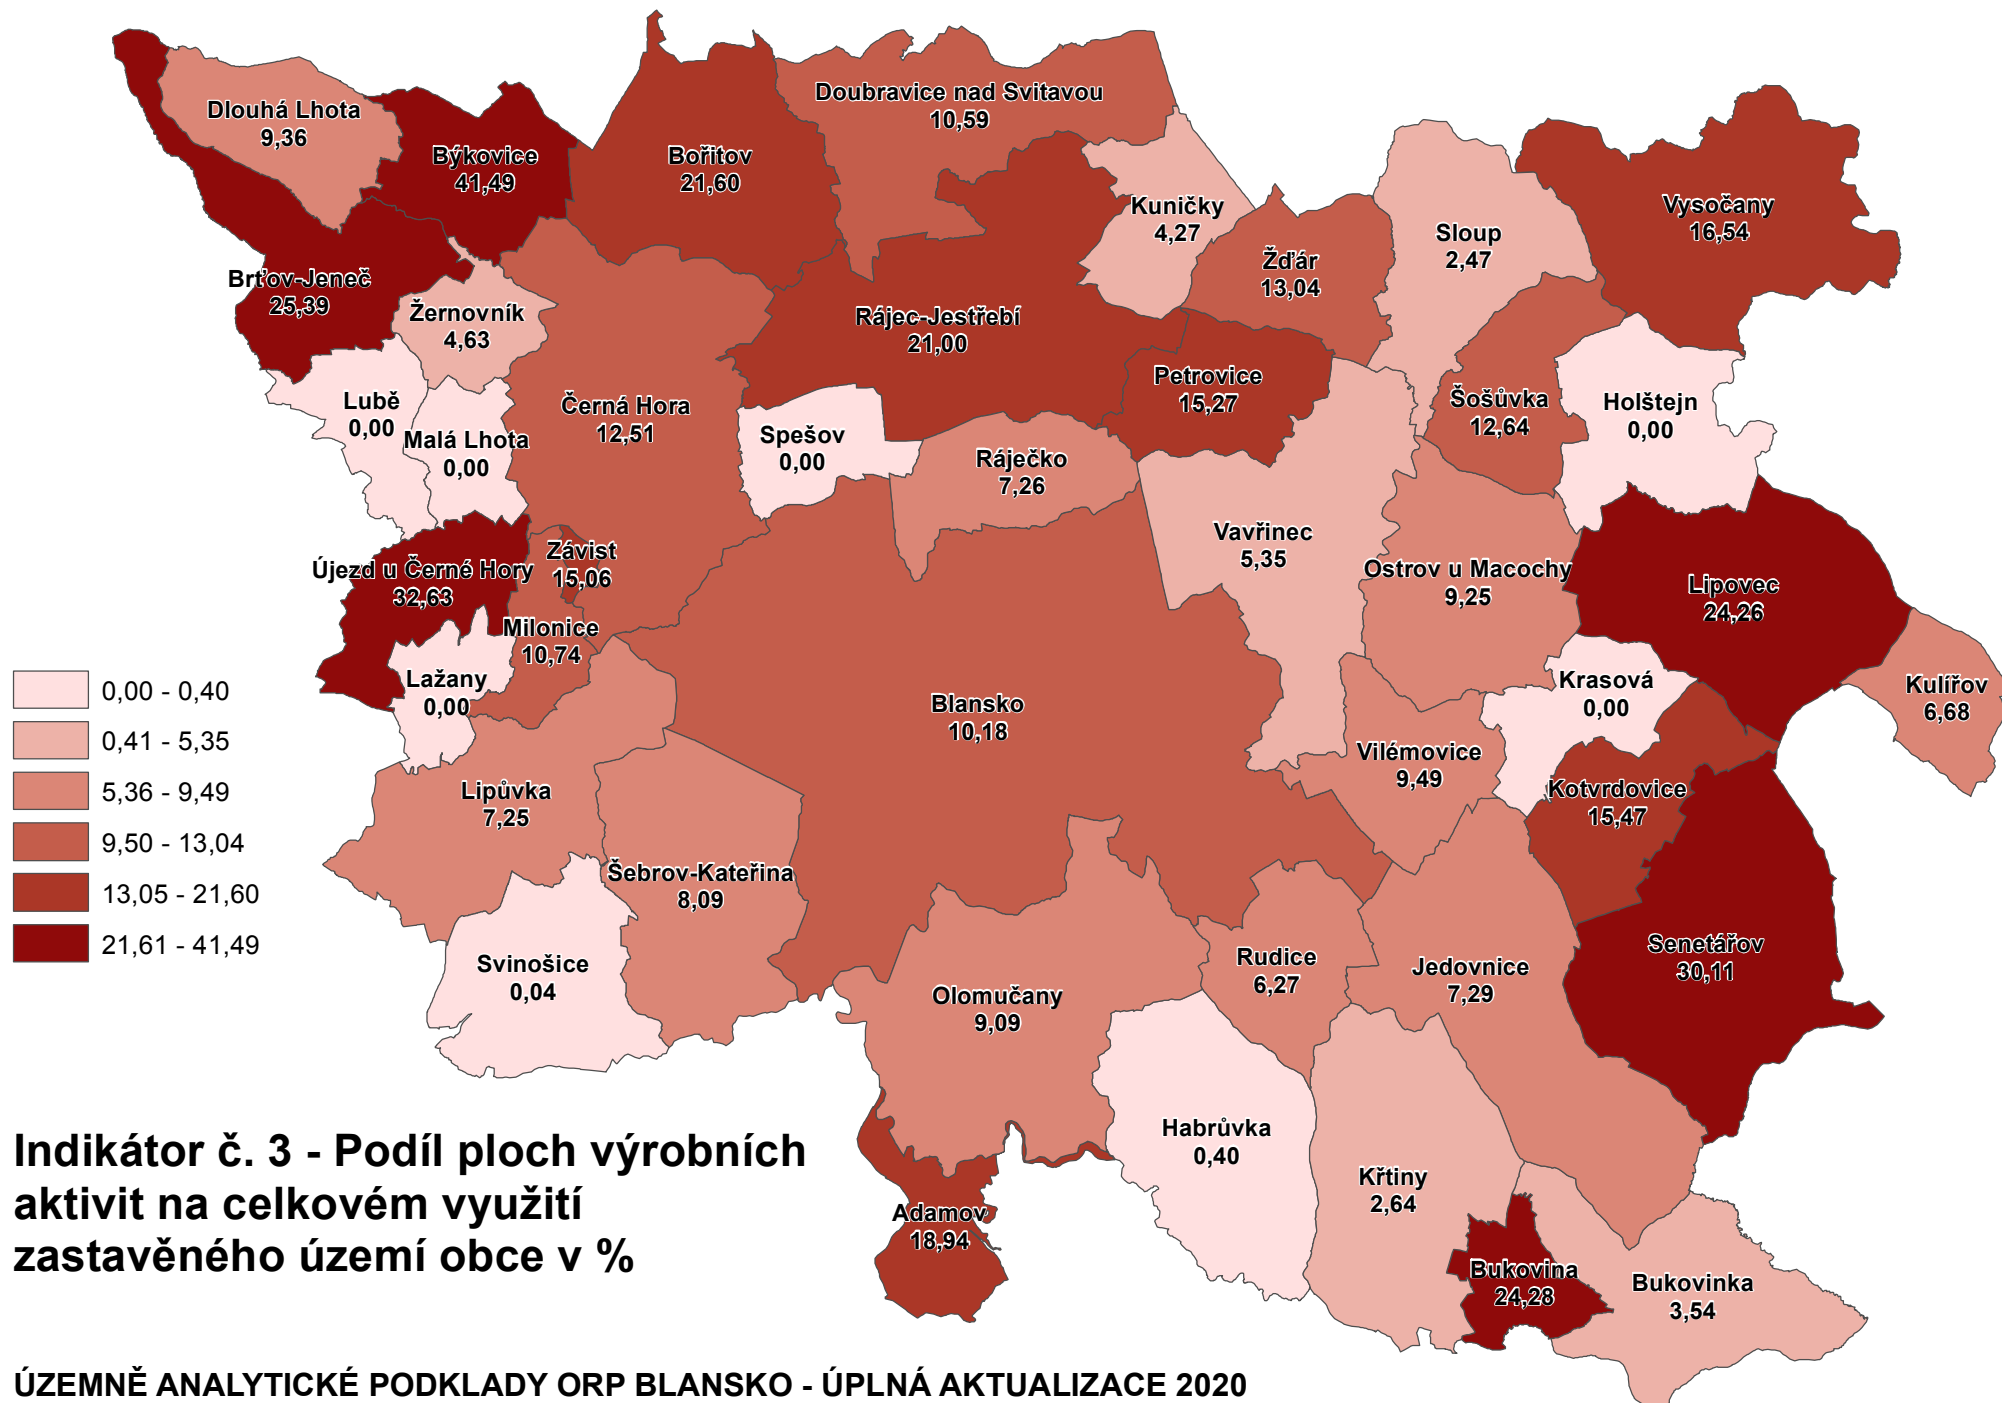 Doubravice nad Svitavou
10,59
Dlouhá Lhota
9,36
Býkovice
41,49
Bořitov
21,60
Kuničky
4,27
Vysočany
16,54
Sloup
2,47
Žďár
13,04
Brťov-Jeneč
25,39
Žernovník
4,63
Rájec-Jestřebí
21,00
Petrovice
15,27
Šošůvka
12,64
Holštejn
0,00
Lubě
0,00
Malá Lhota
0,00
Černá Hora
12,51
Spešov
0,00
Ráječko
7,26
Vavřinec
5,35
Ostrov u Macochy
9,25
Lipovec
24,26
Újezd u Černé Hory
32,63
Závist
15,06
Milonice
10,74
Lažany
0,00
Blansko
10,18
Krasová
0,00
Kulířov
6,68
Vilémovice
9,49
Kotvrdovice
15,47
Lipůvka
7,25
Šebrov-Kateřina
8,09
Svinošice
0,04
Olomučany
9,09
Rudice
6,27
Jedovnice
7,29
Senetářov
30,11
Habrůvka
0,40
Křtiny
2,64
Adamov
18,94
Bukovina
24,28
Bukovinka
3,54
0,00 - 0,40
0,41 - 5,35
5,36 - 9,49
9,50 - 13,04
13,05 - 21,60
21,61 - 41,49
Indikátor č. 3 - Podíl ploch výrobních
aktivit na celkovém využití
zastavěného území obce v %
ÚZEMNĚ ANALYTICKÉ PODKLADY ORP BLANSKO - ÚPLNÁ AKTUALIZACE 2020